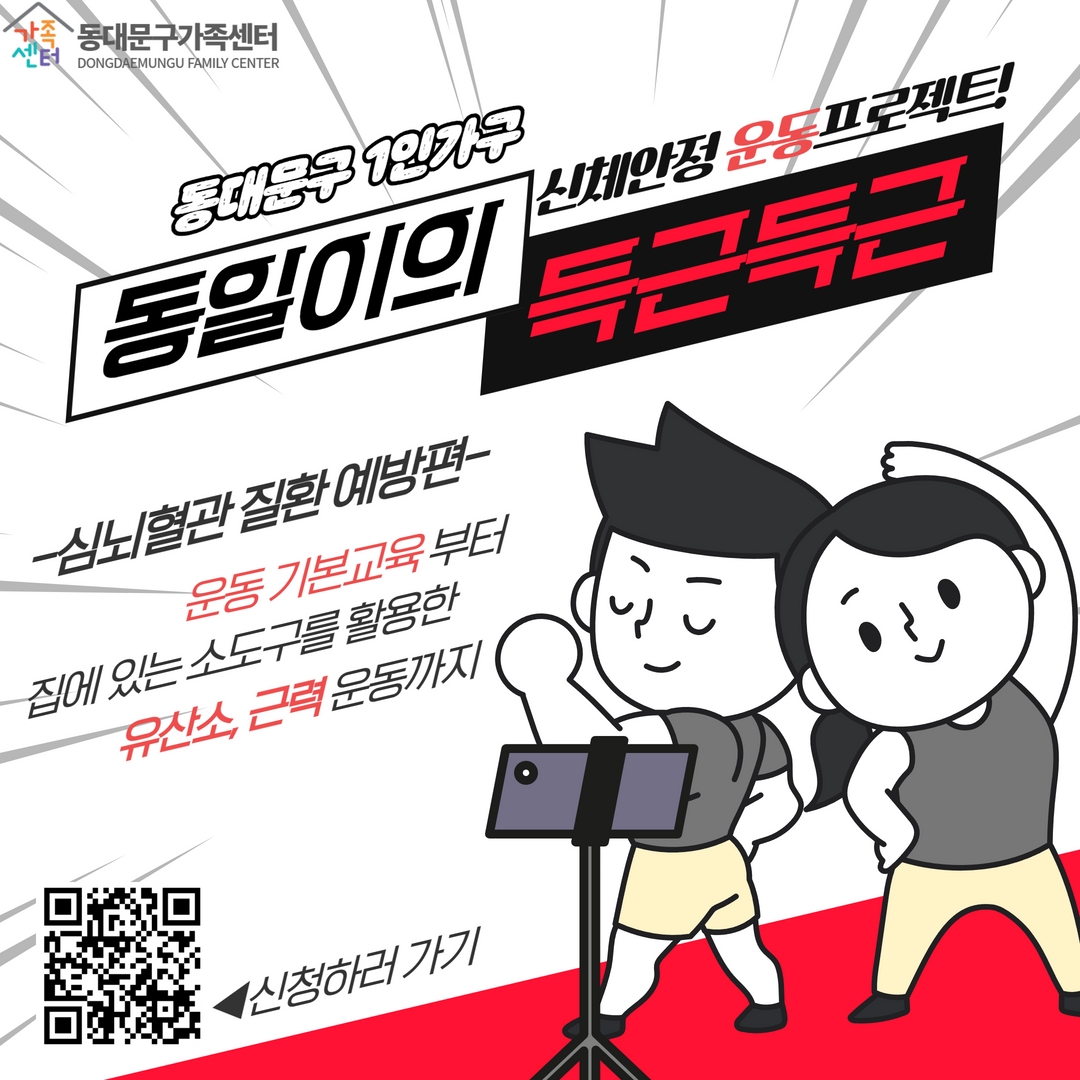 가족센터
동대문구가족센터
DONGDAEMUNGU FAMILY CENTER
동대문구 1인가구
신체안정 운동프로젝트!
동일이의
특근특근
-심뇌혈관 질환 예방편-
운동 기본교육 부터
집에 있는 소도구를 활용한
유산소, 근력 운동까지
◀신청하러 가기